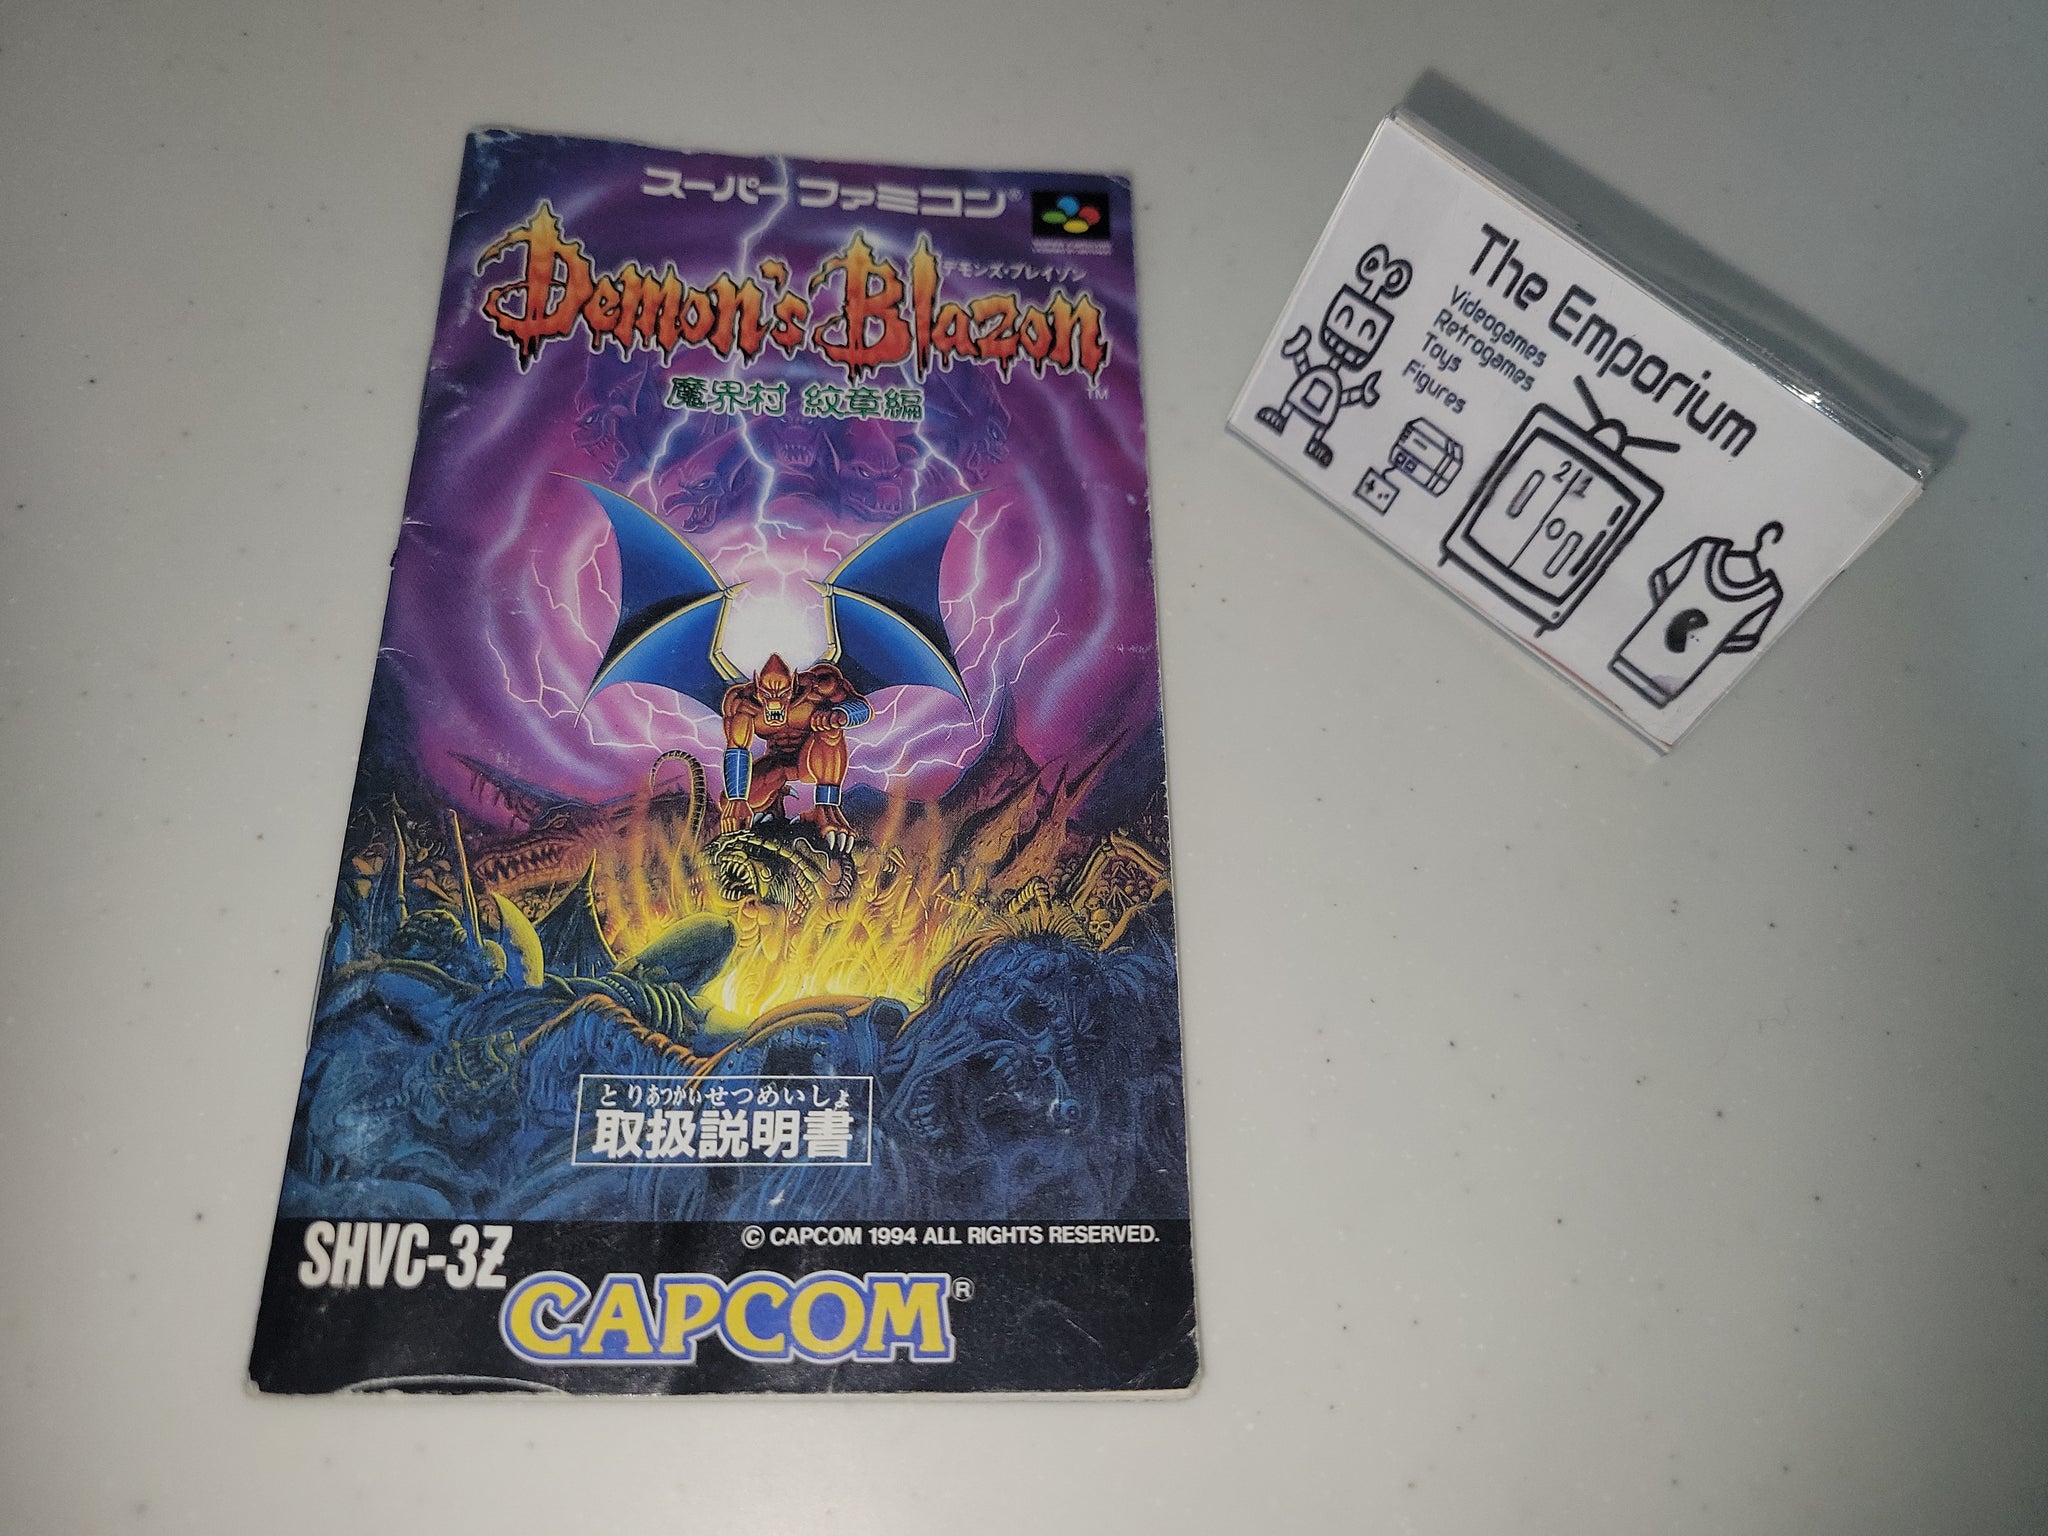 スーパーファミコン®
Demon's Blazon
デモンズ・ブレイゾン
TM
魔界村 紋章編
とりあつかいせつめいしょ
取扱説明書
SHVC-3Z
© CAPCOM 1994 ALL RIGHTS RESERVED.
CAPCOM®
The Emporium
Videogames
Retrogames
Toys
Figures
2 1